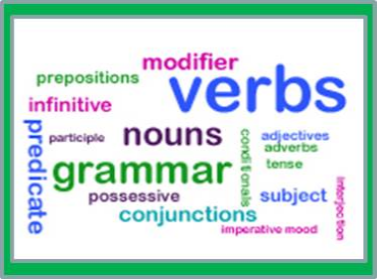 modifier
prepositions
verbs
infinitive
predicate
participle
nouns
conditionals
adjectives
adverbs
grammar
tense
possessive
subject
interjection
conjunctions
imperative mood